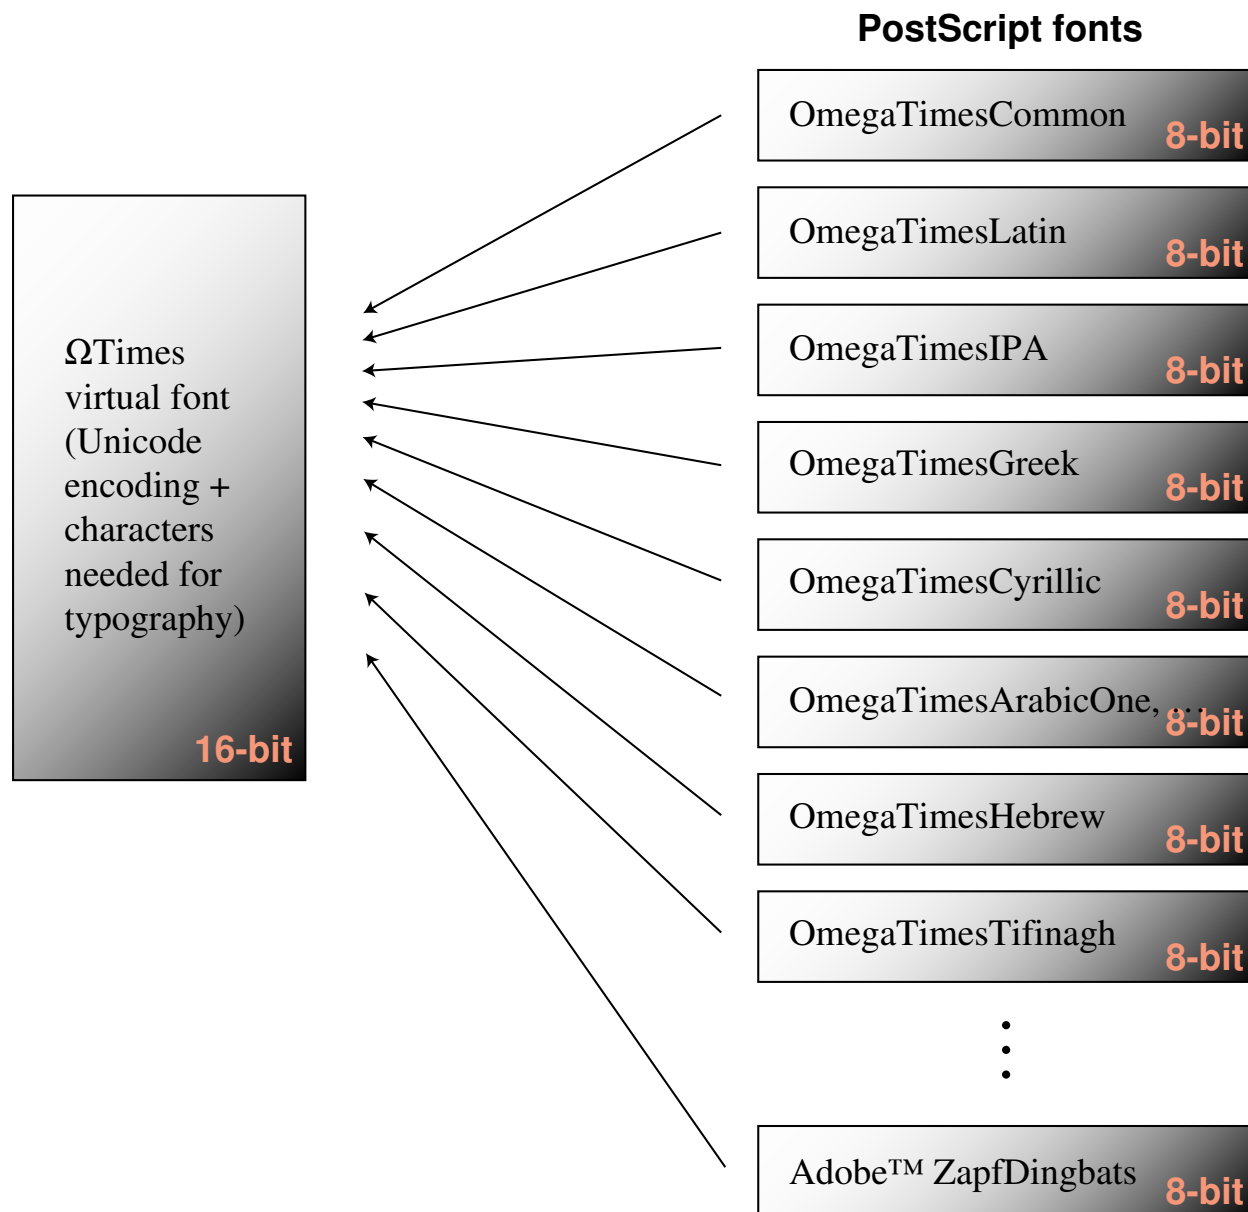 PostScript fonts
OmegaTimesCommon
8-bit
OmegaTimesLatin
8-bit
OmegaTimesIPA
8-bit
OmegaTimesGreek
8-bit
OmegaTimesCyrillic
8-bit
OmegaTimesArabicOne, …
8-bit
OmegaTimesHebrew
8-bit
OmegaTimesTifinagh
8-bit
Adobe™ ZapfDingbats
8-bit
ΩTimes
virtual font
(Unicode
encoding +
characters
needed for
typography)
16-bit